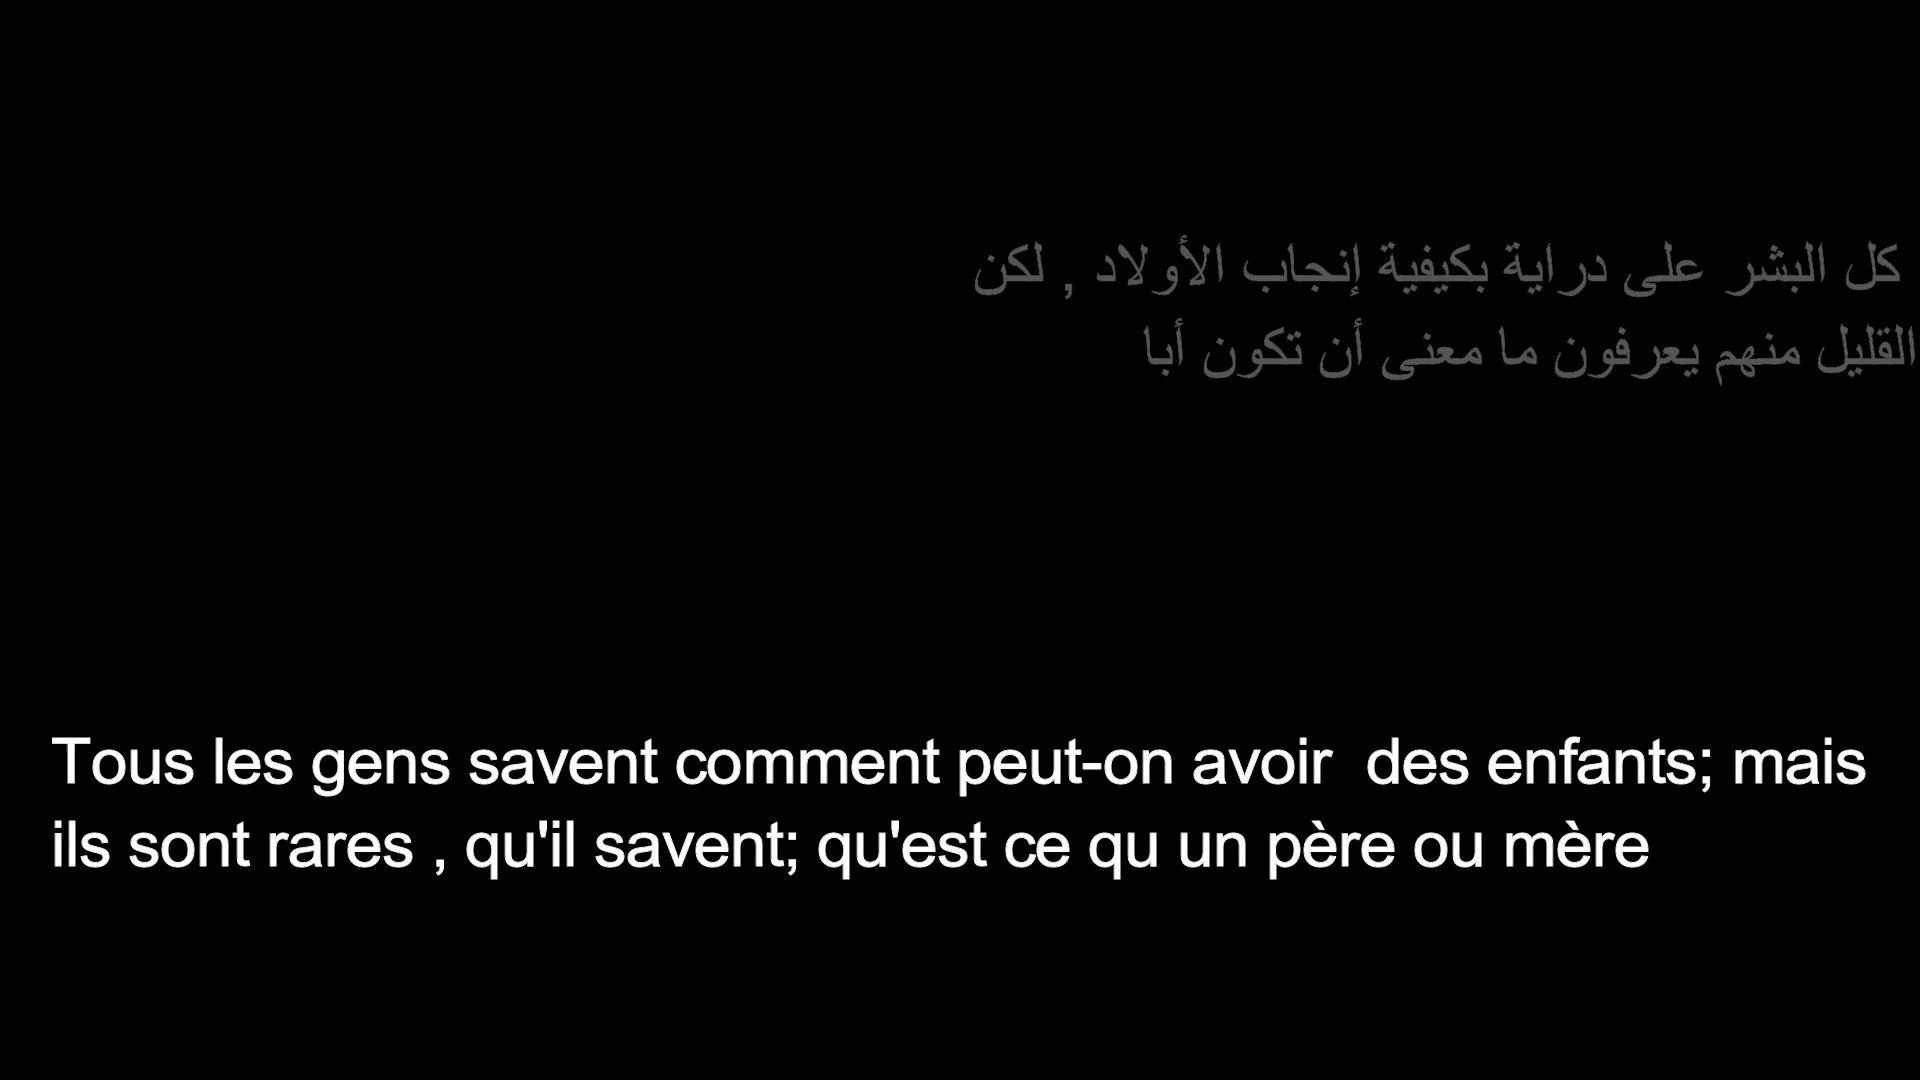 كل البشر على دراية بكيفية إنجاب الأولاد , لكن
القليل منهم يعرفون ما معنى أن تكون أبا
Tous les gens savent comment peut-on avoir  des enfants; mais
ils sont rares , qu'il savent; qu'est ce qu un père ou mère